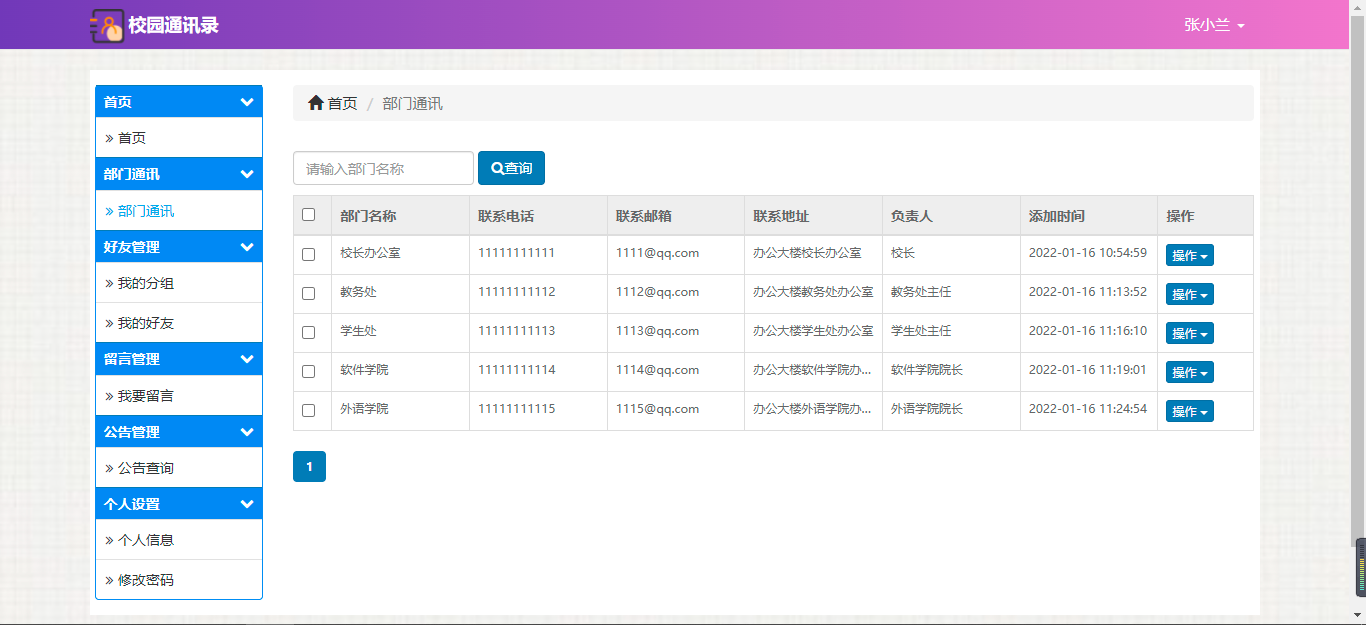 校园通讯录
张小兰
首页
» 首页
部门通讯
» 部门通讯
好友管理
» 我的分组
» 我的好友
留言管理
» 我要留言
公告管理
» 公告查询
个人设置
» 个人信息
» 修改密码
首页 / 部门通讯
请输入部门名称 查询
部门名称 联系电话 联系邮箱 联系地址 负责人 添加时间 操作
校长办公室 11111111111 1111@qq.com 办公大楼校长办公室 校长 2022-01-16 10:54:59 操作
教务处 11111111112 1112@qq.com 办公大楼教务处办公室 教务处主任 2022-01-16 11:13:52 操作
学生处 11111111113 1113@qq.com 办公大楼学生处办公室 学生处主任 2022-01-16 11:16:10 操作
软件学院 11111111114 1114@qq.com 办公大楼软件学院办... 软件学院院长 2022-01-16 11:19:01 操作
外语学院 11111111115 1115@qq.com 办公大楼外语学院办... 外语学院院长 2022-01-16 11:24:54 操作
1